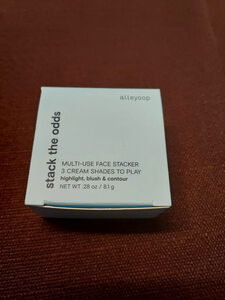 alleyoop
stack the odds
MULTI-USE FACE STACKER
3 CREAM SHADES TO PLAY
highlight, blush & contour
NET WT .28 oz / 8.1 g